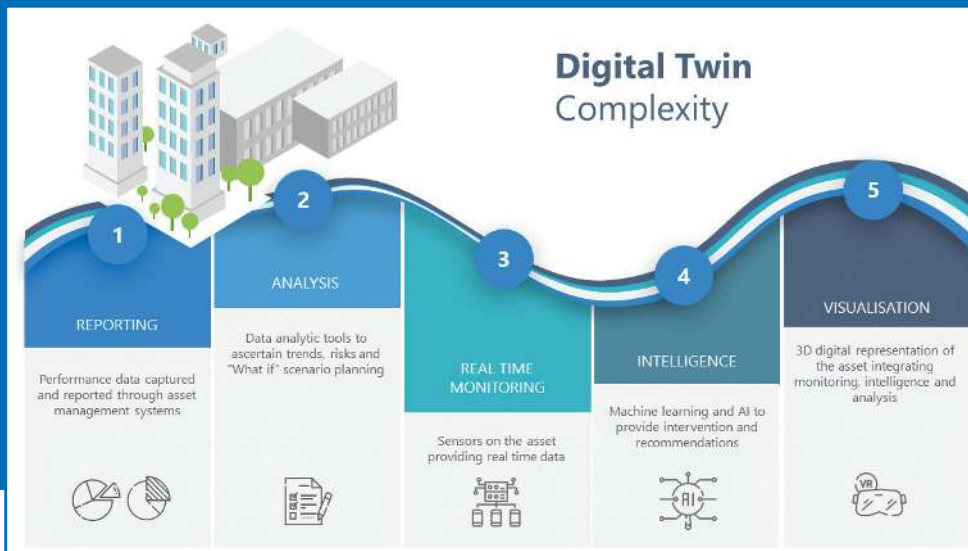 Digital Twin
Complexity
1
REPORTING
Performance data captured
and reported through asset
management systems
2
ANALYSIS
Data analytic tools to
ascertain trends, risks and
"What if" scenario planning
3
REAL TIME
MONITORING
Sensors on the asset
providing real time data
4
INTELLIGENCE
Machine learning and AI to
provide intervention and
recommendations
AI
5
VISUALISATION
3D digital representation of
the asset integrating
monitoring, intelligence and
analysis
VR